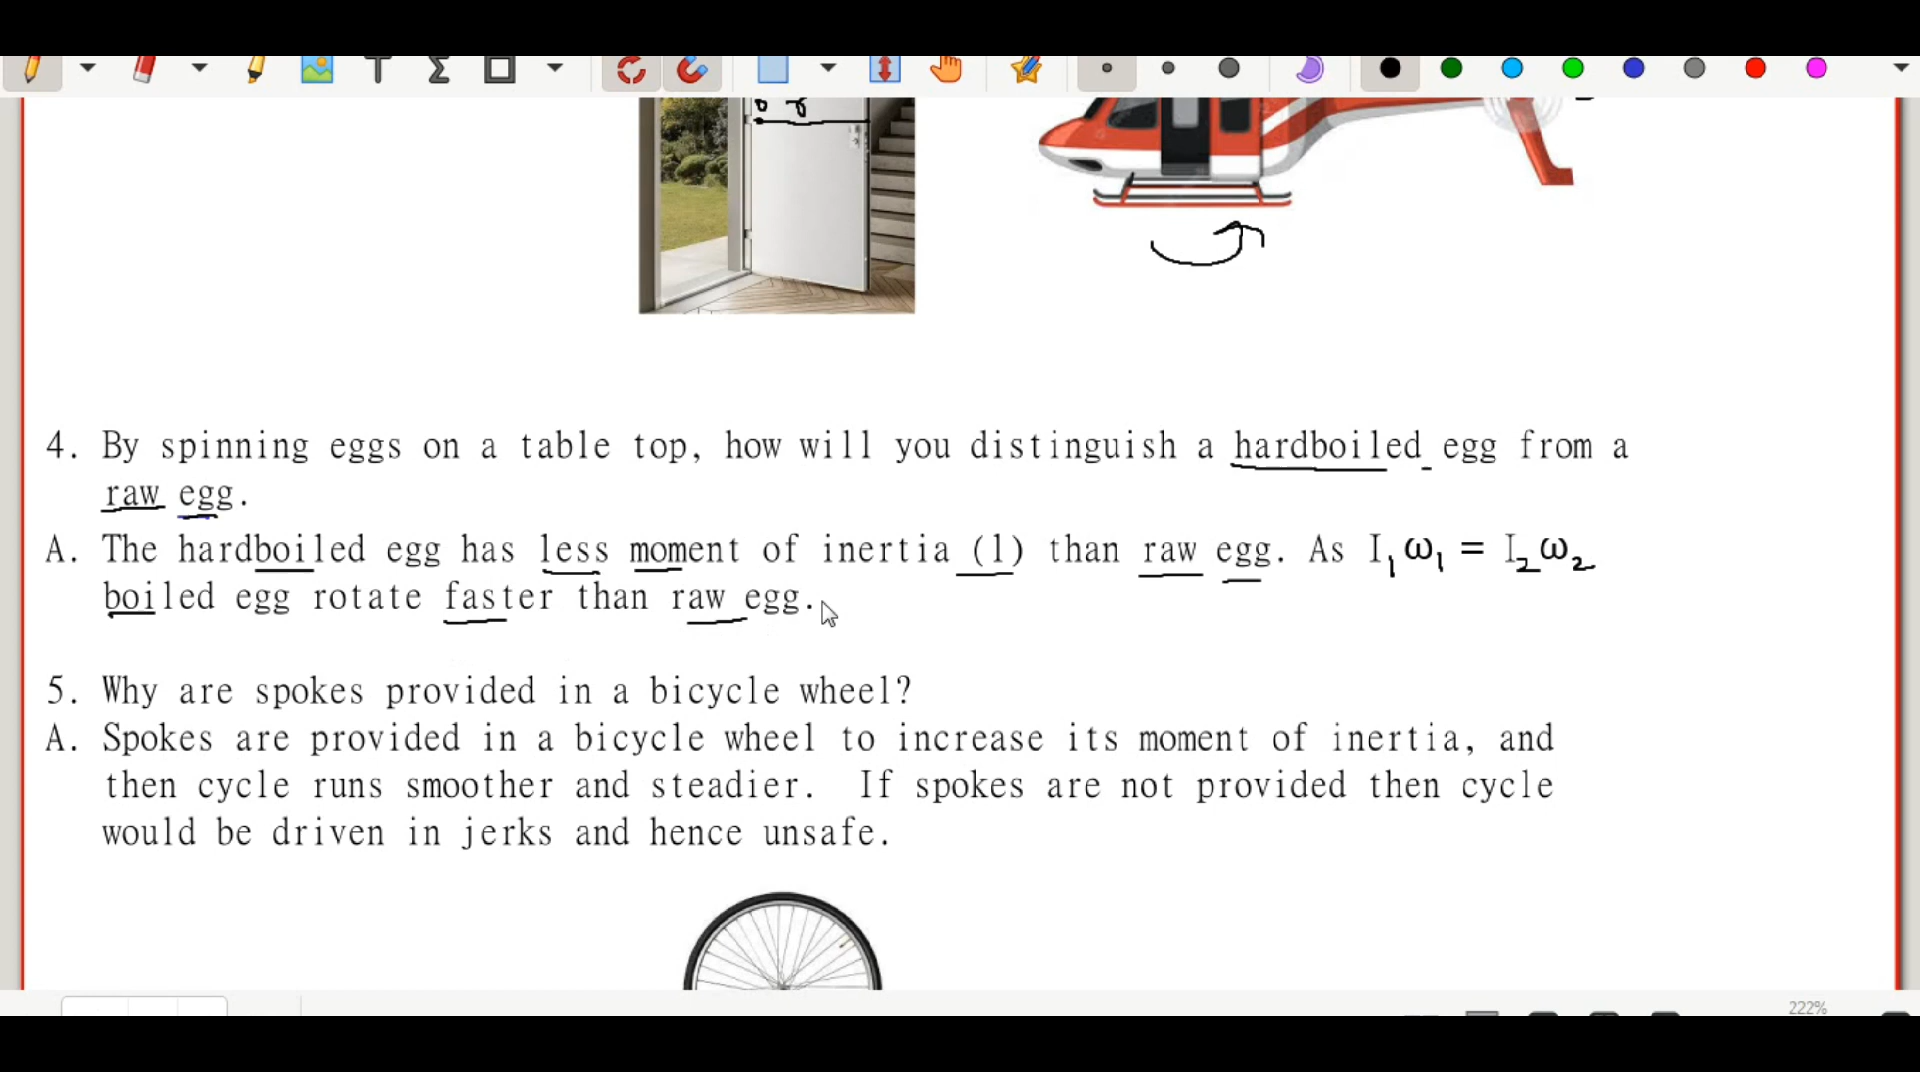 4. By spinning eggs on a table top, how will you distinguish a hardboiled egg from a
raw egg.
A. The hardboiled egg has less moment of inertia (l) than raw egg. As I₁ω₁ = I₂ω₂
boiled egg rotate faster than raw egg.
5. Why are spokes provided in a bicycle wheel?
A. Spokes are provided in a bicycle wheel to increase its moment of inertia, and
then cycle runs smoother and steadier. If spokes are not provided then cycle
would be driven in jerks and hence unsafe.
222%